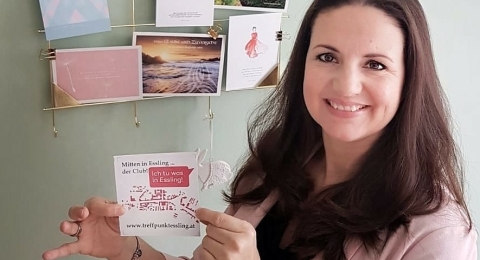 Mitten in Essling ...
der Club!
Ich tu was
in Essling!
www.treffpunktessling.at